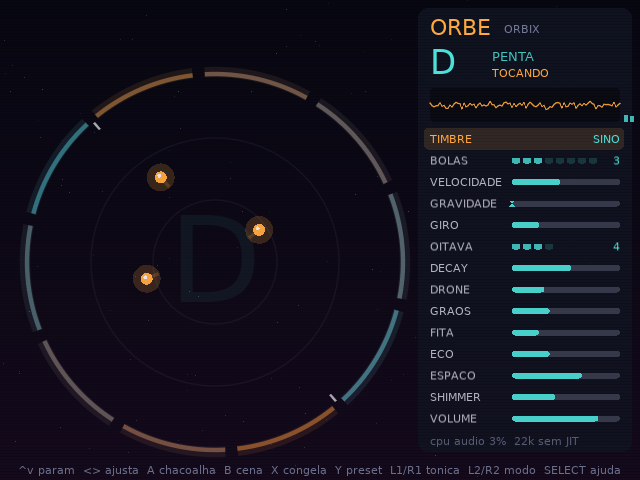 ORBE ORBIX
D PENTA
TOCANDO
D
TIMBRE SINO
BOLAS 3
VELOCIDADE
GRAVIDADE
GIRO
OITAVA 4
DECAY
DRONE
GRAOS
FITA
ECO
ESPACO
SHIMMER
VOLUME
cpu audio 3% 22k sem JIT
^v param <> ajusta A chacoalha B cena X congela Y preset L1/R1 tonica L2/R2 modo SELECT ajuda